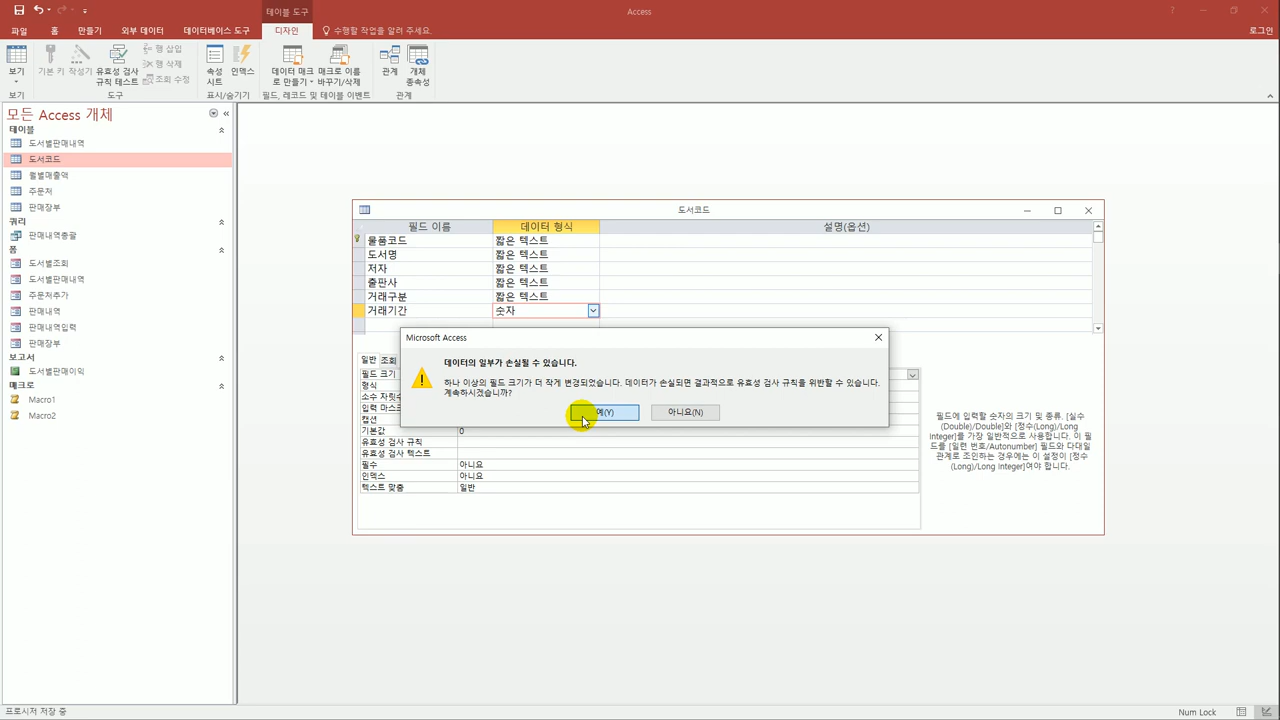 테이블 도구
Access
파일
홈
만들기
외부 데이터
데이터베이스 도구
디자인
수행할 작업을 알려 주세요.
로그인
보기
기본 키
작성기
유효성 검사
규칙 테스트
행 삽입
행 삭제
조회 수정
속성
시트
인덱스
데이터 매크
로 만들기
매크로 이름
바꾸기/삭제
관계
개체
종속성
보기
도구
표시/숨기기
필드, 레코드 및 테이블 이벤트
관계
모든 Access 개체
테이블
도서별판매내역
도서코드
월별매출액
주문처
판매장부
쿼리
판매내역총괄
폼
도서별조회
도서별판매내역
주문처추가
판매내역
판매내역입력
판매장부
보고서
도서별판매이익
매크로
Macro1
Macro2
도서코드
필드 이름 데이터 형식 설명(옵션)
물품코드 짧은 텍스트
도서명 짧은 텍스트
저자 짧은 텍스트
출판사 짧은 텍스트
거래구분 짧은 텍스트
거래기간 숫자
Microsoft Access
데이터의 일부가 손실될 수 있습니다.
하나 이상의 필드 크기가 더 작게 변경되었습니다. 데이터가 손실되면 결과적으로 유효성 검사 규칙을 위반할 수 있습니다.
계속하시겠습니까?
예(Y)
아니요(N)
일반 조회
필드 크기
형식
소수 자릿수
입력 마스크
캡션
기본값 0
유효성 검사 규칙
유효성 검사 텍스트
필수 아니요
인덱스 아니요
텍스트 맞춤 일반
필드에 입력할 숫자의 크기 및 종류. [실수
(Double)/Double]와 [정수(Long)/Long
Integer]를 가장 일반적으로 사용합니다. 이 필
드를 [일련 번호/Autonumber] 필드와 다대일
관계로 조인하는 경우에는 이 설정이 [정수
(Long)/Long Integer]여야 합니다.
프로시저 저장 중
Num Lock